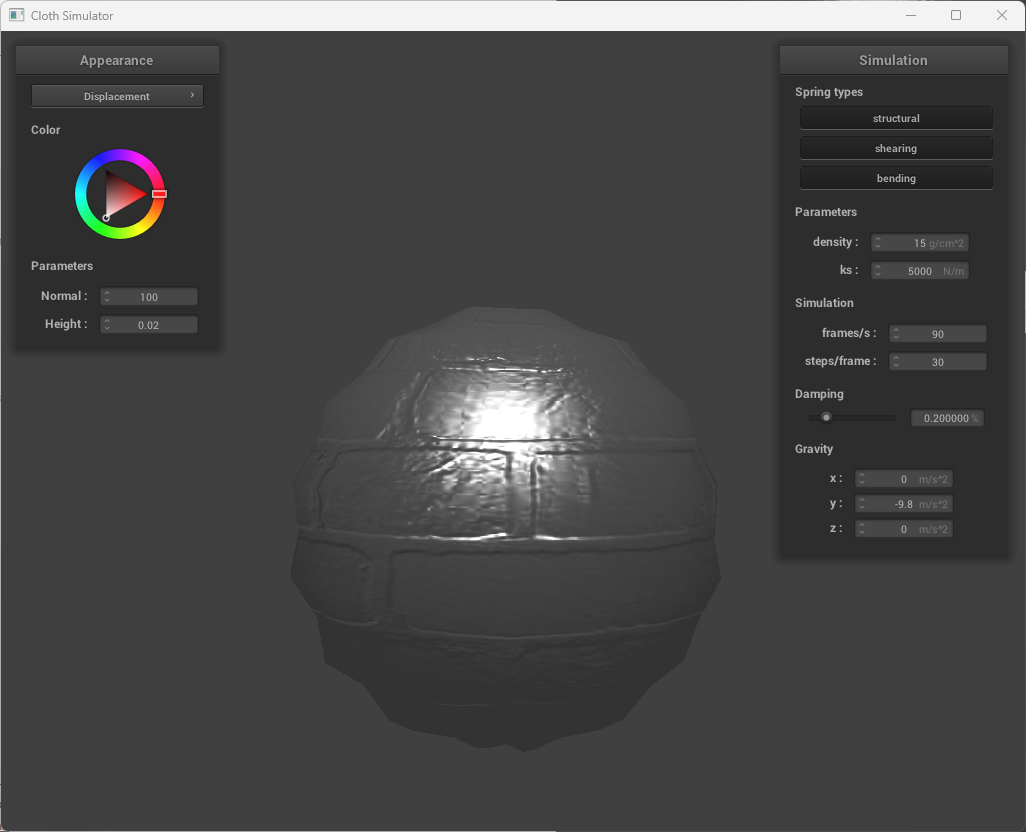 Cloth Simulator
Appearance
Displacement
Color
Parameters
Normal : 100
Height : 0.02
Simulation
Spring types
structural
shearing
bending
Parameters
density : 15 g/cm^2
ks : 5000 N/m
Simulation
frames/s : 90
steps/frame : 30
Damping
0.200000 %
Gravity
x : 0 m/s^2
y : -9.8 m/s^2
z : 0 m/s^2